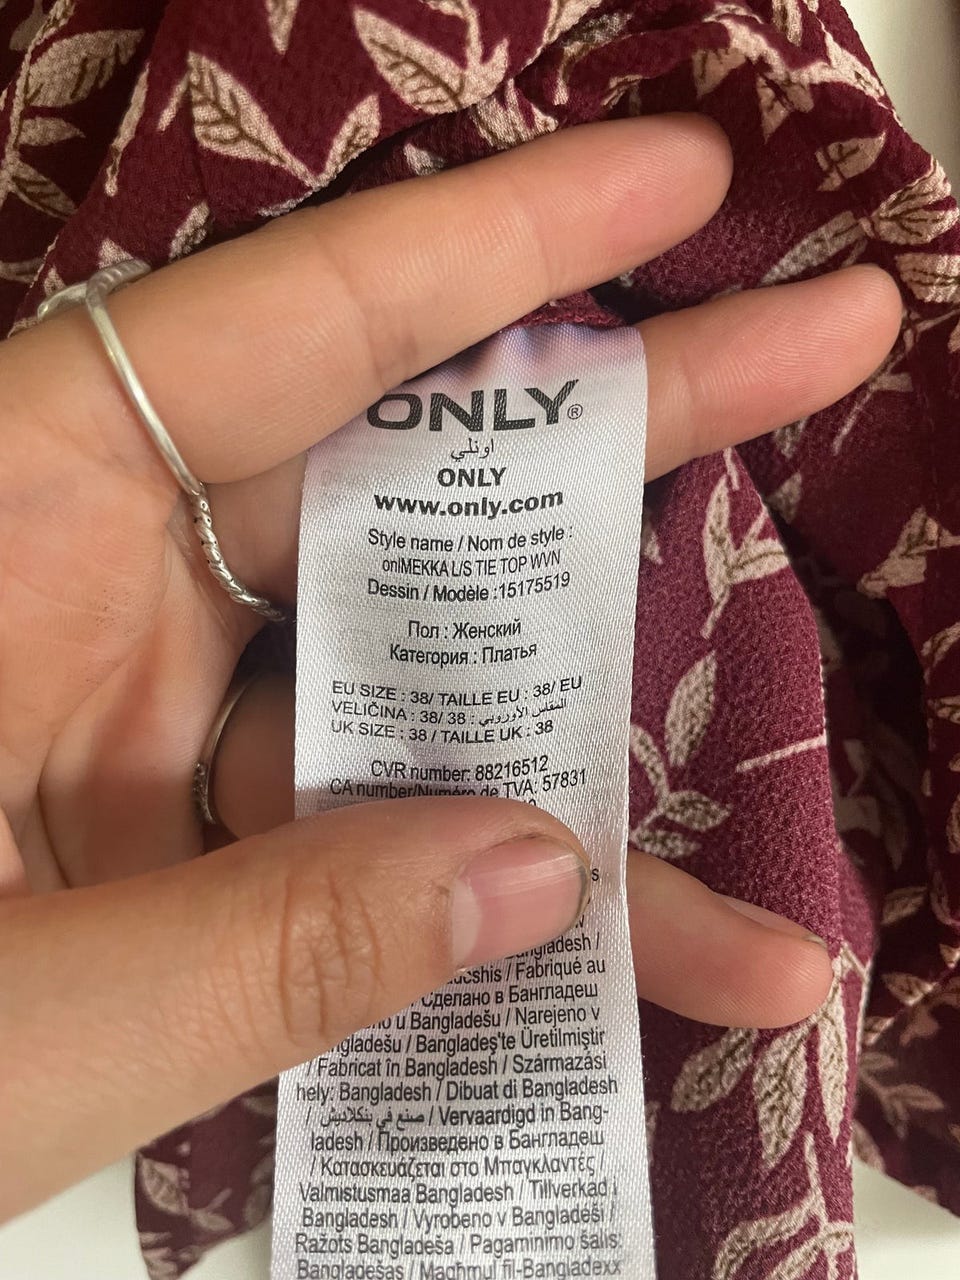 ONLY®
اونلي
ONLY
www.only.com
Style name / Nom de style :
onlMEKKA L/S TIE TOP WVN
Dessin / Modèle :15175519
Пол : Женский
Категория : Платья
EU SIZE : 38/ TAILLE EU : 38/ EU
VELIČINA : 38/ 38 : المقاس الأوروبي
UK SIZE : 38 / TAILLE UK : 38
CVR number: 88216512
CA number/Numéro de TVA: 57831
Bangladesh /
/ Fabriqué au
Сделано в Бангладеш
u Bangladešu / Narejeno v
/ Bangladeş'te Üretilmiştir
/ Fabricat în Bangladesh / Származási
hely: Bangladesh / Dibuat di Bangladesh
/ صنع في بنكلاديش / Vervaardigd in Bang-
ladesh / Произведено в Бангладеш
/ Κατασκευάζεται στο Μπαγκλαντές /
Valmistusmaa Bangladesh / Tillverkad i
Bangladesh / Vyrobeno v Bangladéši /
Ražots Bangladeša / Pagaminimo šalis:
Bangladešas / Magħmul fil-Bangladexx